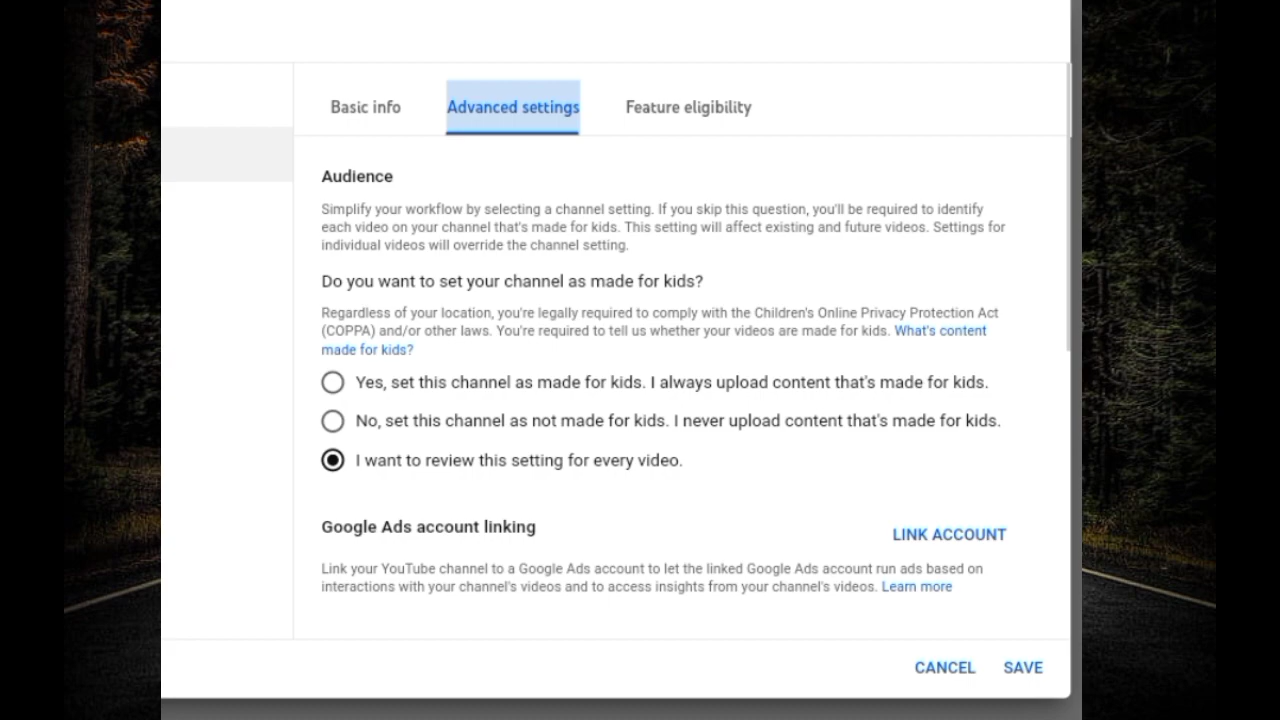 Basic info
Advanced settings
Feature eligibility
Audience
Simplify your workflow by selecting a channel setting. If you skip this question, you'll be required to identify
each video on your channel that's made for kids. This setting will affect existing and future videos. Settings for
individual videos will override the channel setting.
Do you want to set your channel as made for kids?
Regardless of your location, you're legally required to comply with the Children's Online Privacy Protection Act
(COPPA) and/or other laws. You're required to tell us whether your videos are made for kids. What's content
made for kids?
Yes, set this channel as made for kids. I always upload content that's made for kids.
No, set this channel as not made for kids. I never upload content that's made for kids.
I want to review this setting for every video.
Google Ads account linking
LINK ACCOUNT
Link your YouTube channel to a Google Ads account to let the linked Google Ads account run ads based on
interactions with your channel's videos and to access insights from your channel's videos. Learn more
CANCEL
SAVE